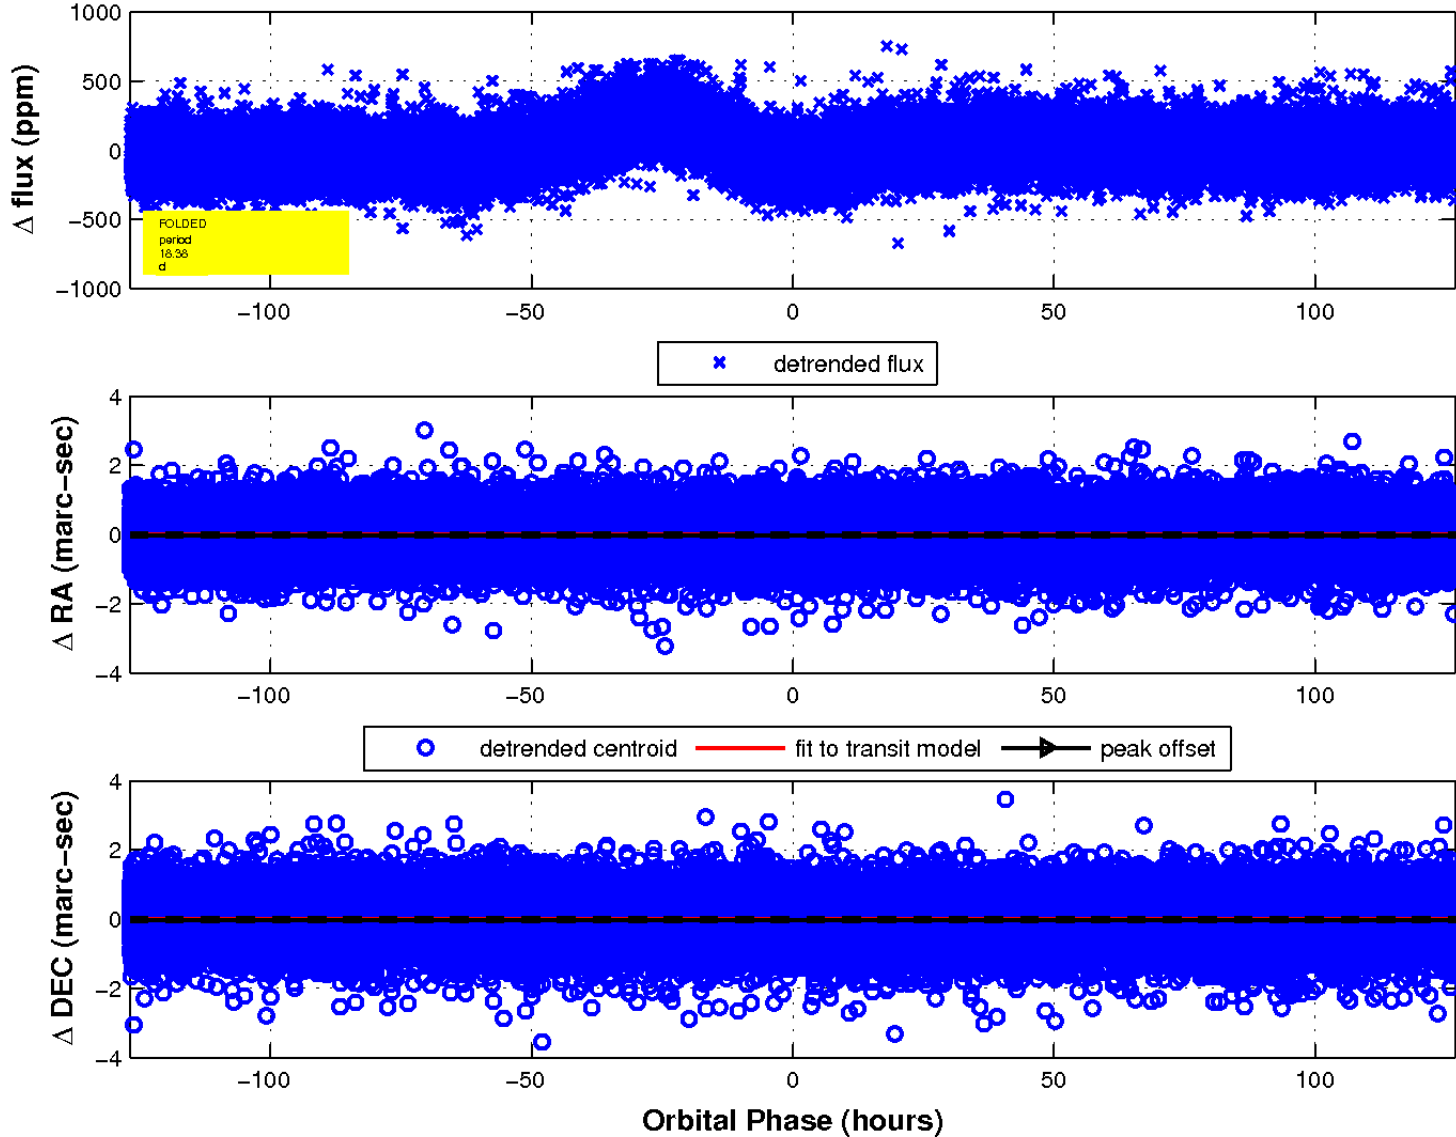 1000
500
0
−500
−1000
Δ flux (ppm)
FOLDED
period
18.38
d
−100 −50 0 50 100
detrended flux
4
2
0
−2
−4
Δ RA (marc−sec)
−100 −50 0 50 100
detrended centroid fit to transit model peak offset
4
2
0
−2
−4
Δ DEC (marc−sec)
−100 −50 0 50 100
Orbital Phase (hours)